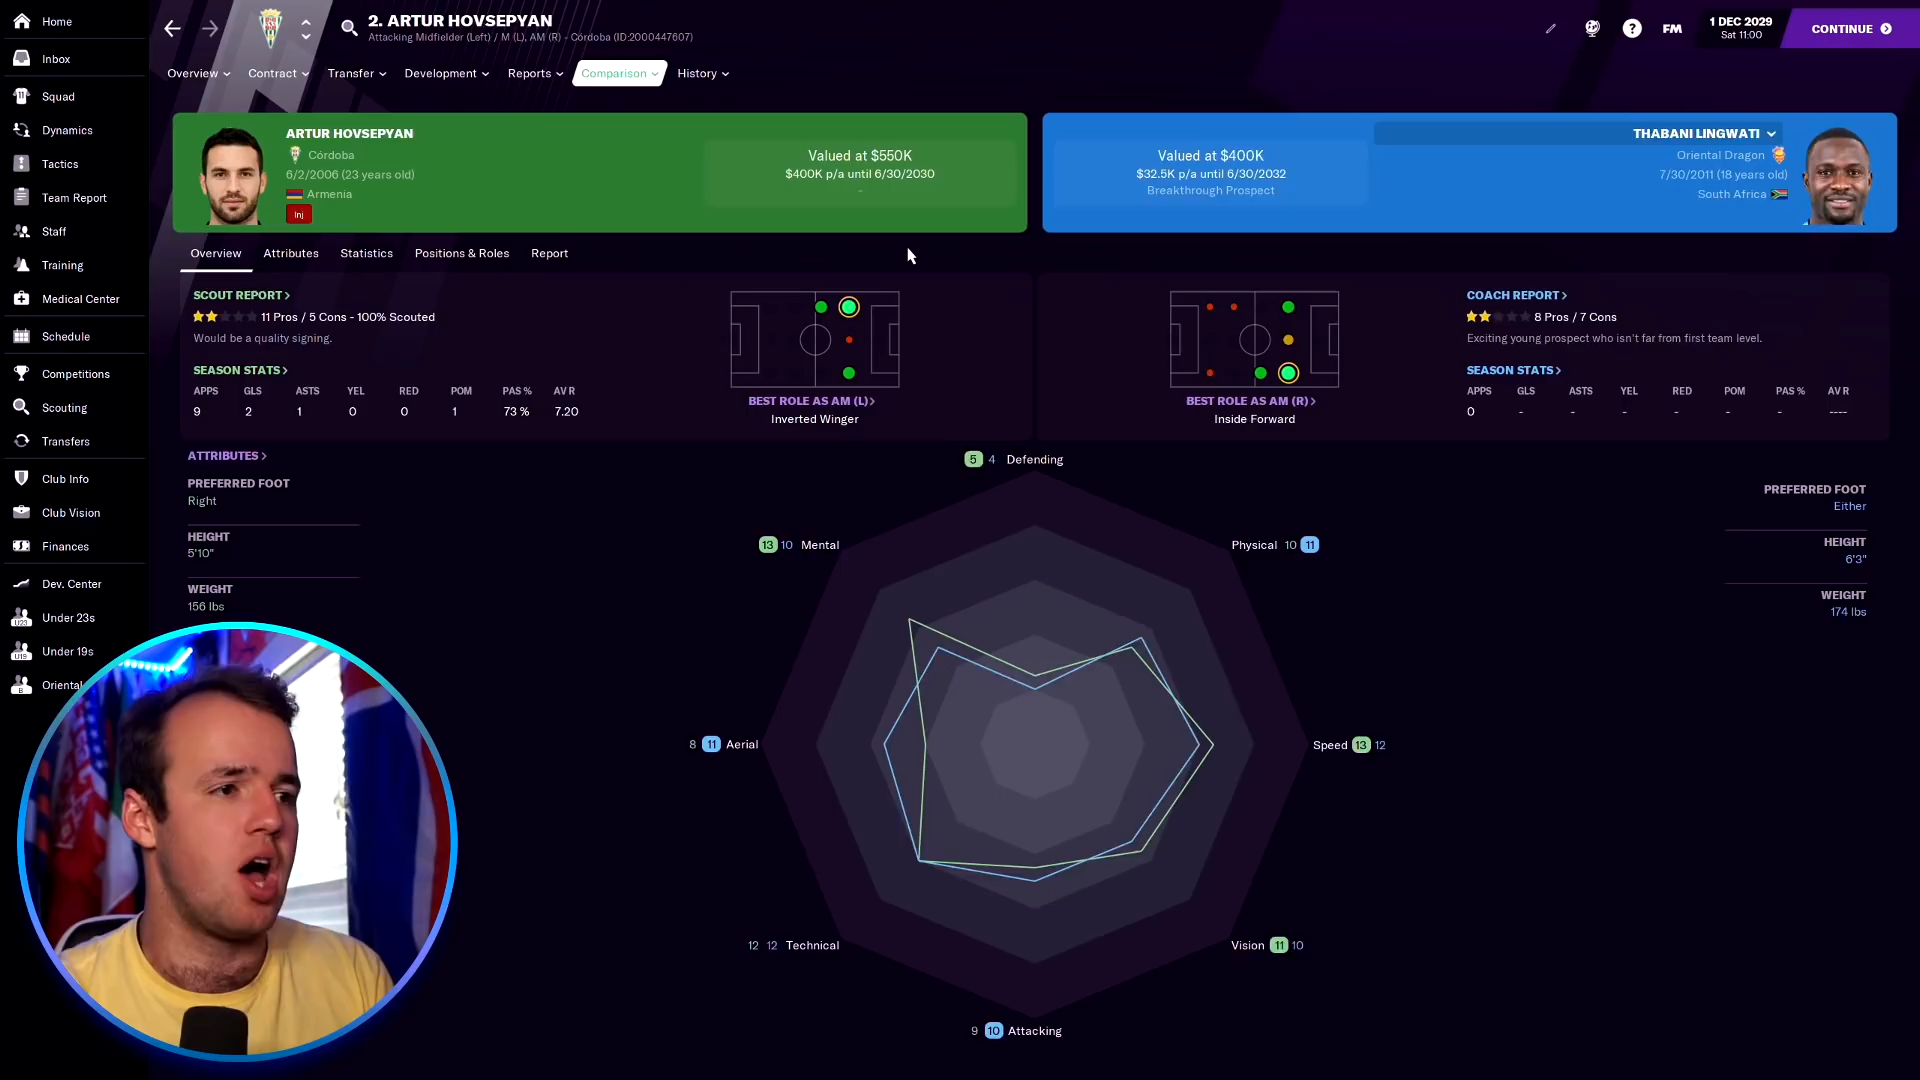 Home
Inbox
Squad
Dynamics
Tactics
Team Report
Staff
Training
Medical Center
Schedule
Competitions
Scouting
Transfers
Club Info
Club Vision
Finances
Dev. Center
U23 Under 23s
U19 Under 19s
B Oriental
2. ARTUR HOVSEPYAN
Attacking Midfielder (Left) / M (L), AM (R) - Córdoba (ID:2000447607)
? FM
1 DEC 2029
Sat 11:00
CONTINUE
Overview Contract Transfer Development Reports Comparison History
ARTUR HOVSEPYAN
Córdoba
6/2/2006 (23 years old)
Armenia
Inj
Valued at $550K
$400K p/a until 6/30/2030
-
Valued at $400K
$32.5K p/a until 6/30/2032
Breakthrough Prospect
THABANI LINGWATI
Oriental Dragon
7/30/2011 (18 years old)
South Africa
Overview Attributes Statistics Positions & Roles Report
SCOUT REPORT >
11 Pros / 5 Cons - 100% Scouted
Would be a quality signing.
SEASON STATS >
APPS GLS ASTS YEL RED POM PAS % AV R
9 2 1 0 0 1 73 % 7.20
BEST ROLE AS AM (L) >
Inverted Winger
BEST ROLE AS AM (R) >
Inside Forward
COACH REPORT >
8 Pros / 7 Cons
Exciting young prospect who isn't far from first team level.
SEASON STATS >
APPS GLS ASTS YEL RED POM PAS % AV R
0 - - - - - - ----
ATTRIBUTES >
PREFERRED FOOT
Right
HEIGHT
5'10"
WEIGHT
156 lbs
5 4 Defending
13 10 Mental
Physical 10 11
8 11 Aerial
Speed 13 12
12 12 Technical
Vision 11 10
9 10 Attacking
PREFERRED FOOT
Either
HEIGHT
6'3"
WEIGHT
174 lbs